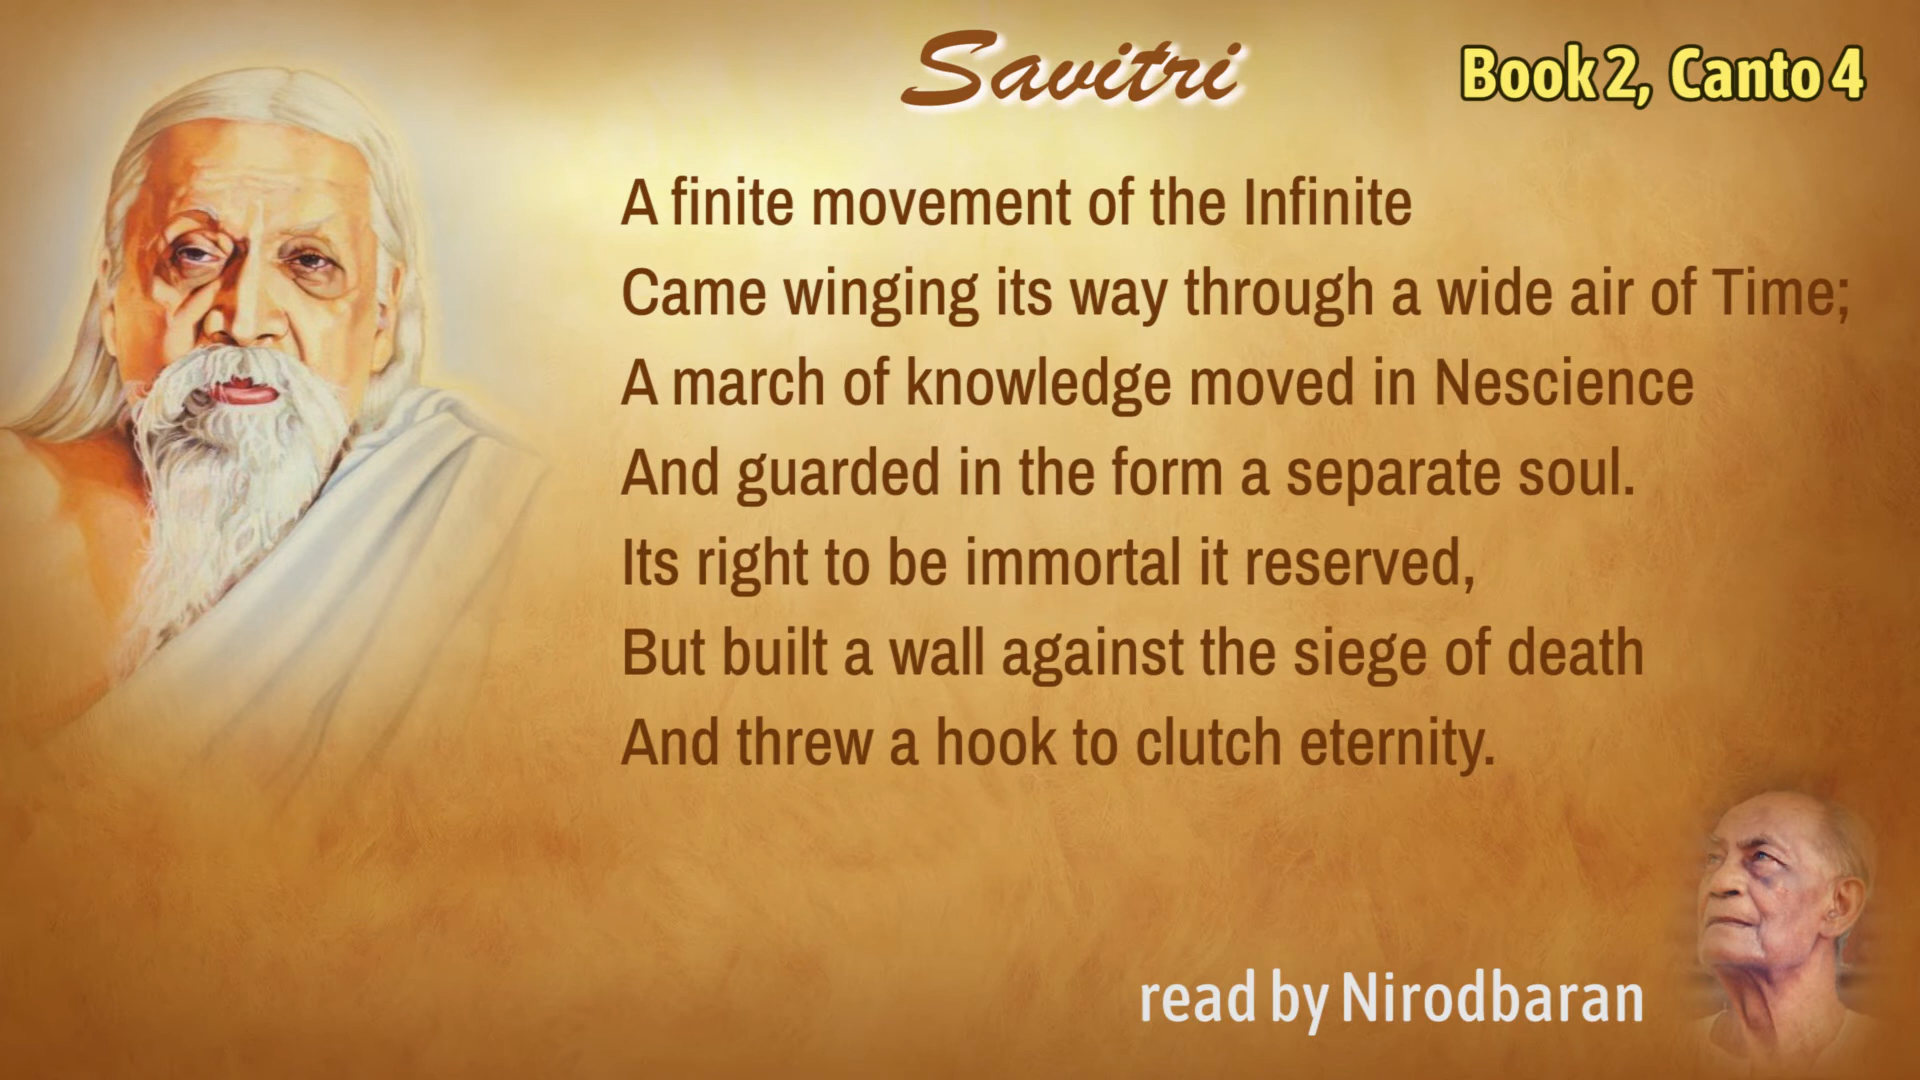 Savitri
Book 2, Canto 4
A finite movement of the Infinite
Came winging its way through a wide air of Time;
A march of knowledge moved in Nescience
And guarded in the form a separate soul.
Its right to be immortal it reserved,
But built a wall against the siege of death
And threw a hook to clutch eternity.
read by Nirodbaran